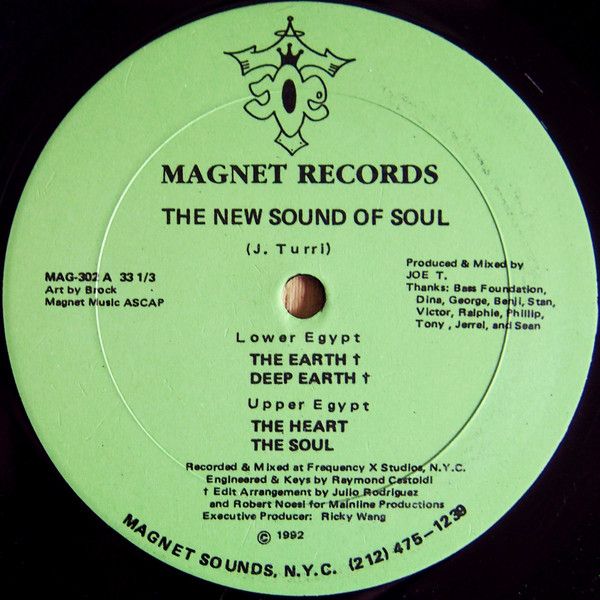 JOE
MAGNET RECORDS
THE NEW SOUND OF SOUL
(J. Turri)
MAG-302 A 33 1/3
Art by Brock
Magnet Music ASCAP
Produced & Mixed by
JOE T.
Thanks: Bass Foundation,
Dina, George, Benji, Stan,
Victor, Ralphie, Phillip,
Tony , Jerrel, and Sean
Lower Egypt
THE EARTH †
DEEP EARTH †
Upper Egypt
THE HEART
THE SOUL
Recorded & Mixed at Frequency X Studios, N.Y.C.
Engineered & Keys by Raymond Castoldi
† Edit Arrangement by Julio Rodriguez
and Robert Noesi for Mainline Productions
Executive Producer: Ricky Wang
© 1992
MAGNET SOUNDS, N.Y.C. (212) 475-1239